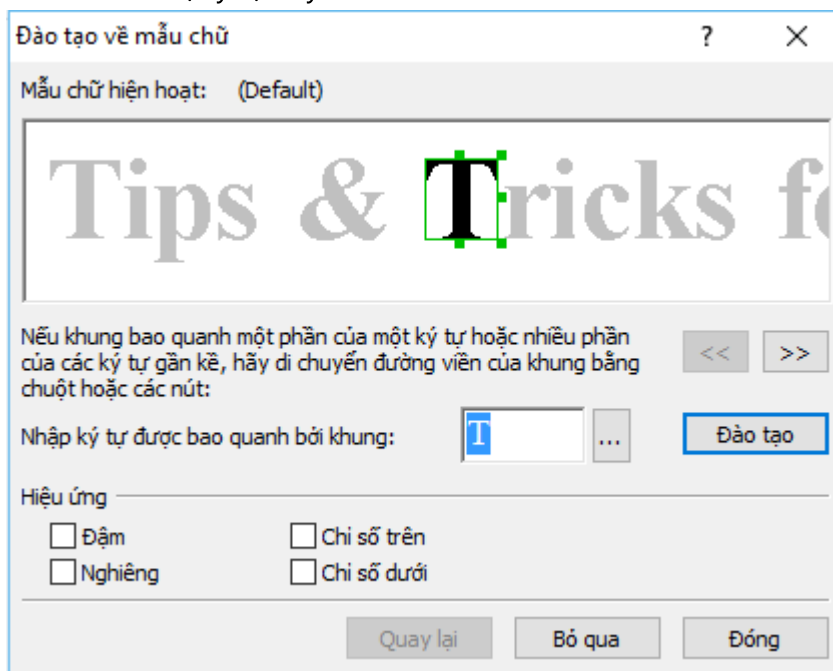 Đào tạo về mẫu chữ ? ×
Mẫu chữ hiện hoạt: (Default)
Tips & Tricks fo
Nếu khung bao quanh một phần của một ký tự hoặc nhiều phần
của các ký tự gần kề, hãy di chuyển đường viền của khung bằng
chuột hoặc các nút:
<< >>
Nhập ký tự được bao quanh bởi khung: T ... Đào tạo
Hiệu ứng
Đậm Chỉ số trên
Nghiêng Chỉ số dưới
Quay lại Bỏ qua Đóng